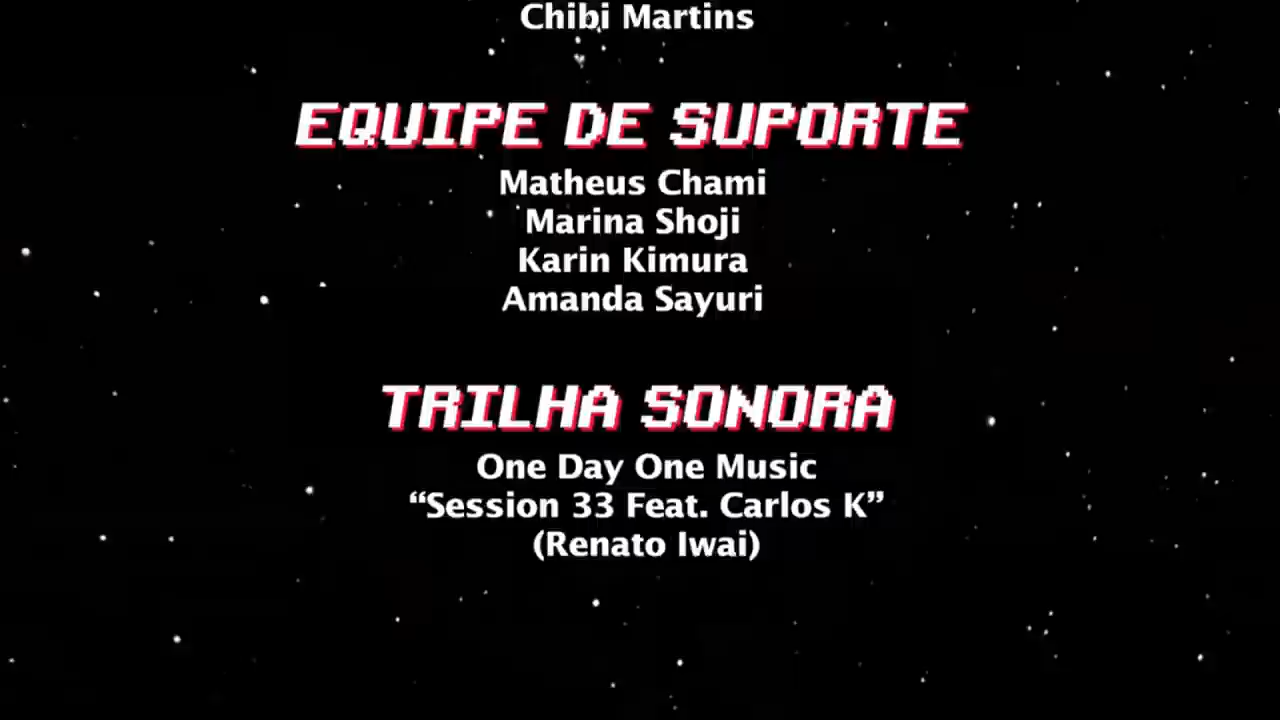 Chibi Martins
EQUIPE DE SUPORTE
Matheus Chami
Marina Shoji
Karin Kimura
Amanda Sayuri
TRILHA SONORA
One Day One Music
“Session 33 Feat. Carlos K”
(Renato Iwai)